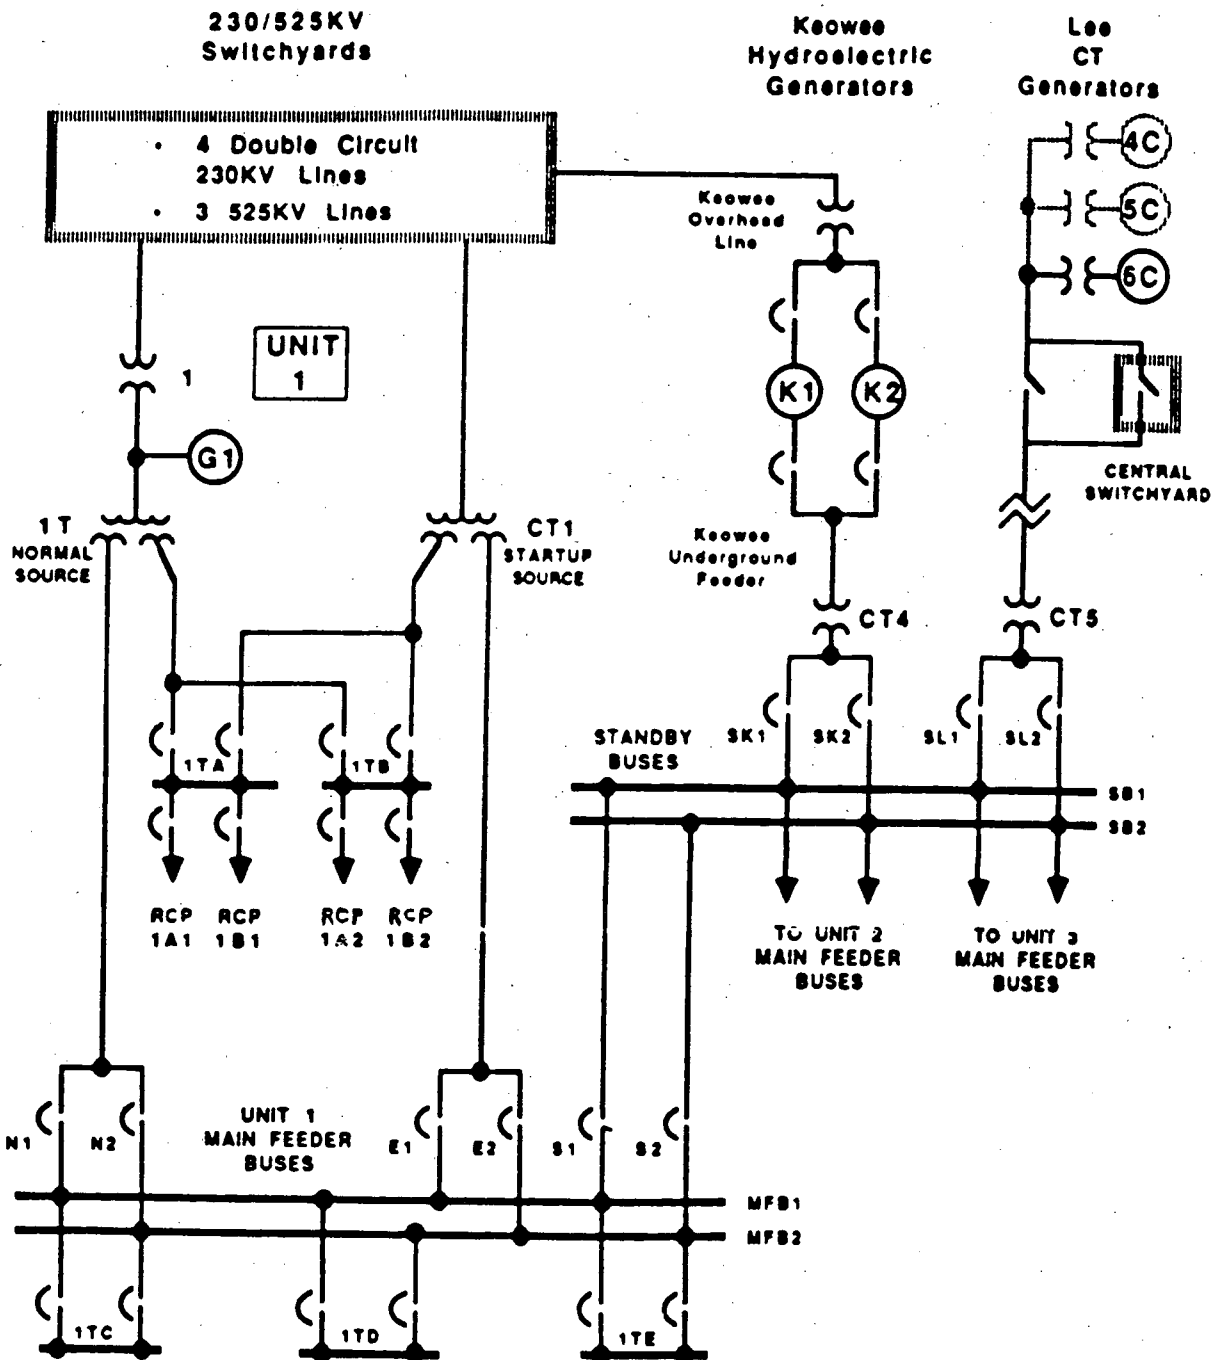 230/525KV
Switchyards
Keowee
Hydroelectric
Generators
Lee
CT
Generators
• 4 Double Circuit
230KV Lines
• 3 525KV Lines
Keowee
Overhead
Line
4C
5C
6C
UNIT
1
1
G1
K1
K2
CENTRAL
SWITCHYARD
1T
NORMAL
SOURCE
CT1
STARTUP
SOURCE
Keowee
Underground
Feeder
CT4
CT5
STANDBY
BUSES
SK1
SK2
SL1
SL2
1TA
1TB
SB1
SB2
RCP
1A1
RCP
1B1
RCP
1A2
RCP
1B2
TO UNIT 2
MAIN FEEDER
BUSES
TO UNIT 3
MAIN FEEDER
BUSES
N1
N2
UNIT 1
MAIN FEEDER
BUSES
E1
E2
S1
S2
MFB1
MFB2
1TC
1TD
1TE